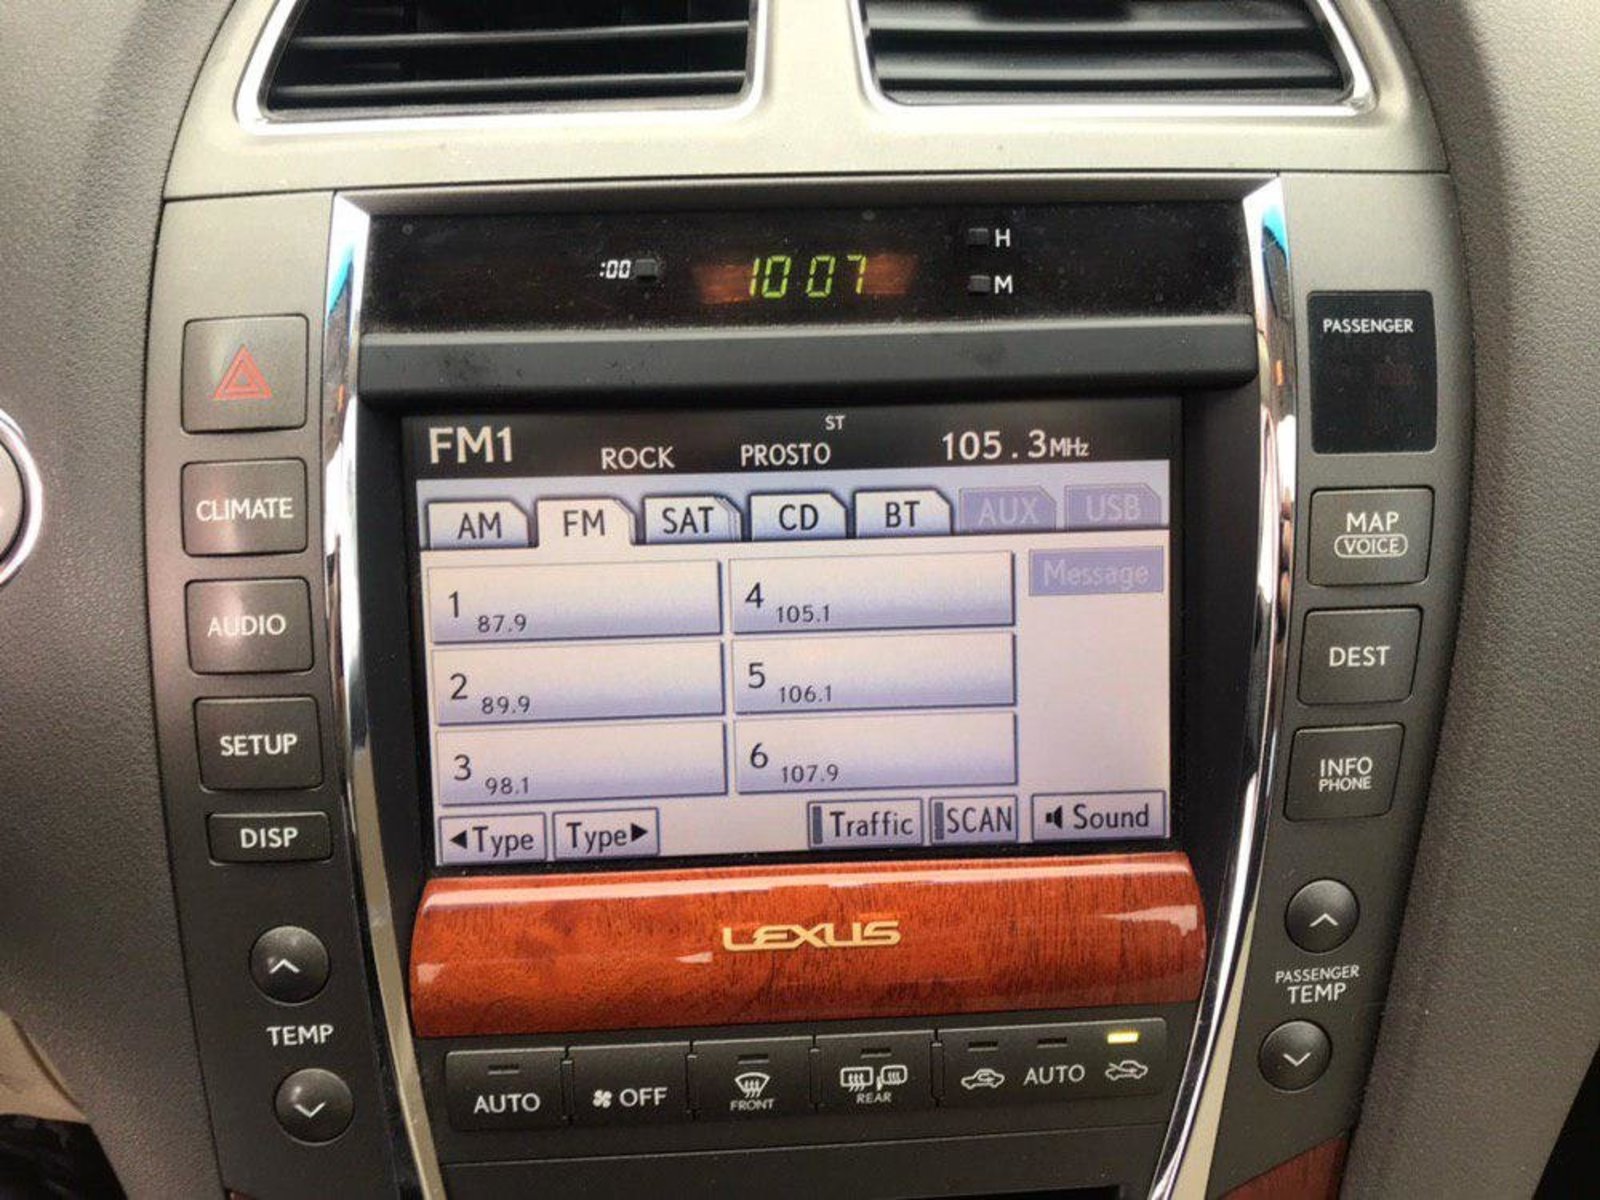 :00 10 07 H
M
PASSENGER
FM1 ROCK PROSTO ST 105.3MHz
CLIMATE
AUDIO
SETUP
DISP
AM FM SAT CD BT AUX USB
1 87.9
4 105.1
Message
2 89.9
5 106.1
3 98.1
6 107.9
◄Type Type► Traffic SCAN Sound
MAP
VOICE
DEST
INFO
PHONE
LEXUS
TEMP
PASSENGER
TEMP
AUTO OFF FRONT REAR AUTO